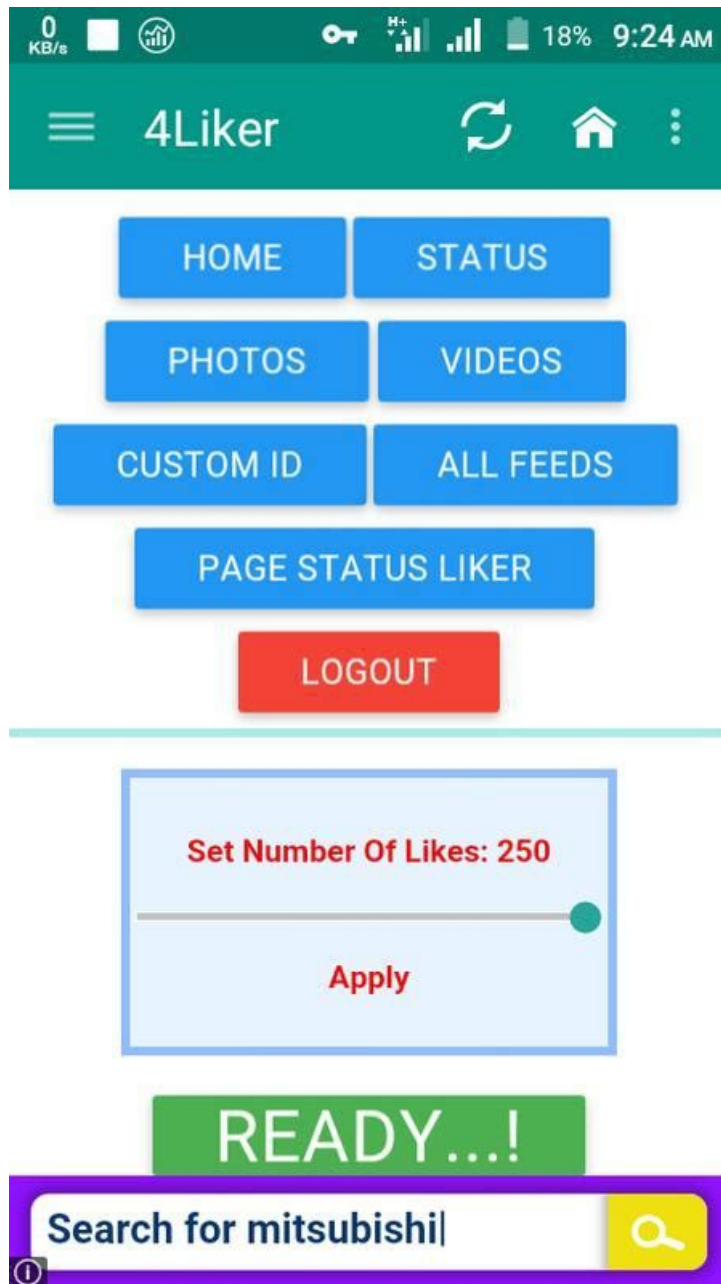 0
KB/s
H+
18% 9:24 AM
4Liker
HOME
STATUS
PHOTOS
VIDEOS
CUSTOM ID
ALL FEEDS
PAGE STATUS LIKER
LOGOUT
Set Number Of Likes: 250
Apply
READY...!
Search for mitsubishi